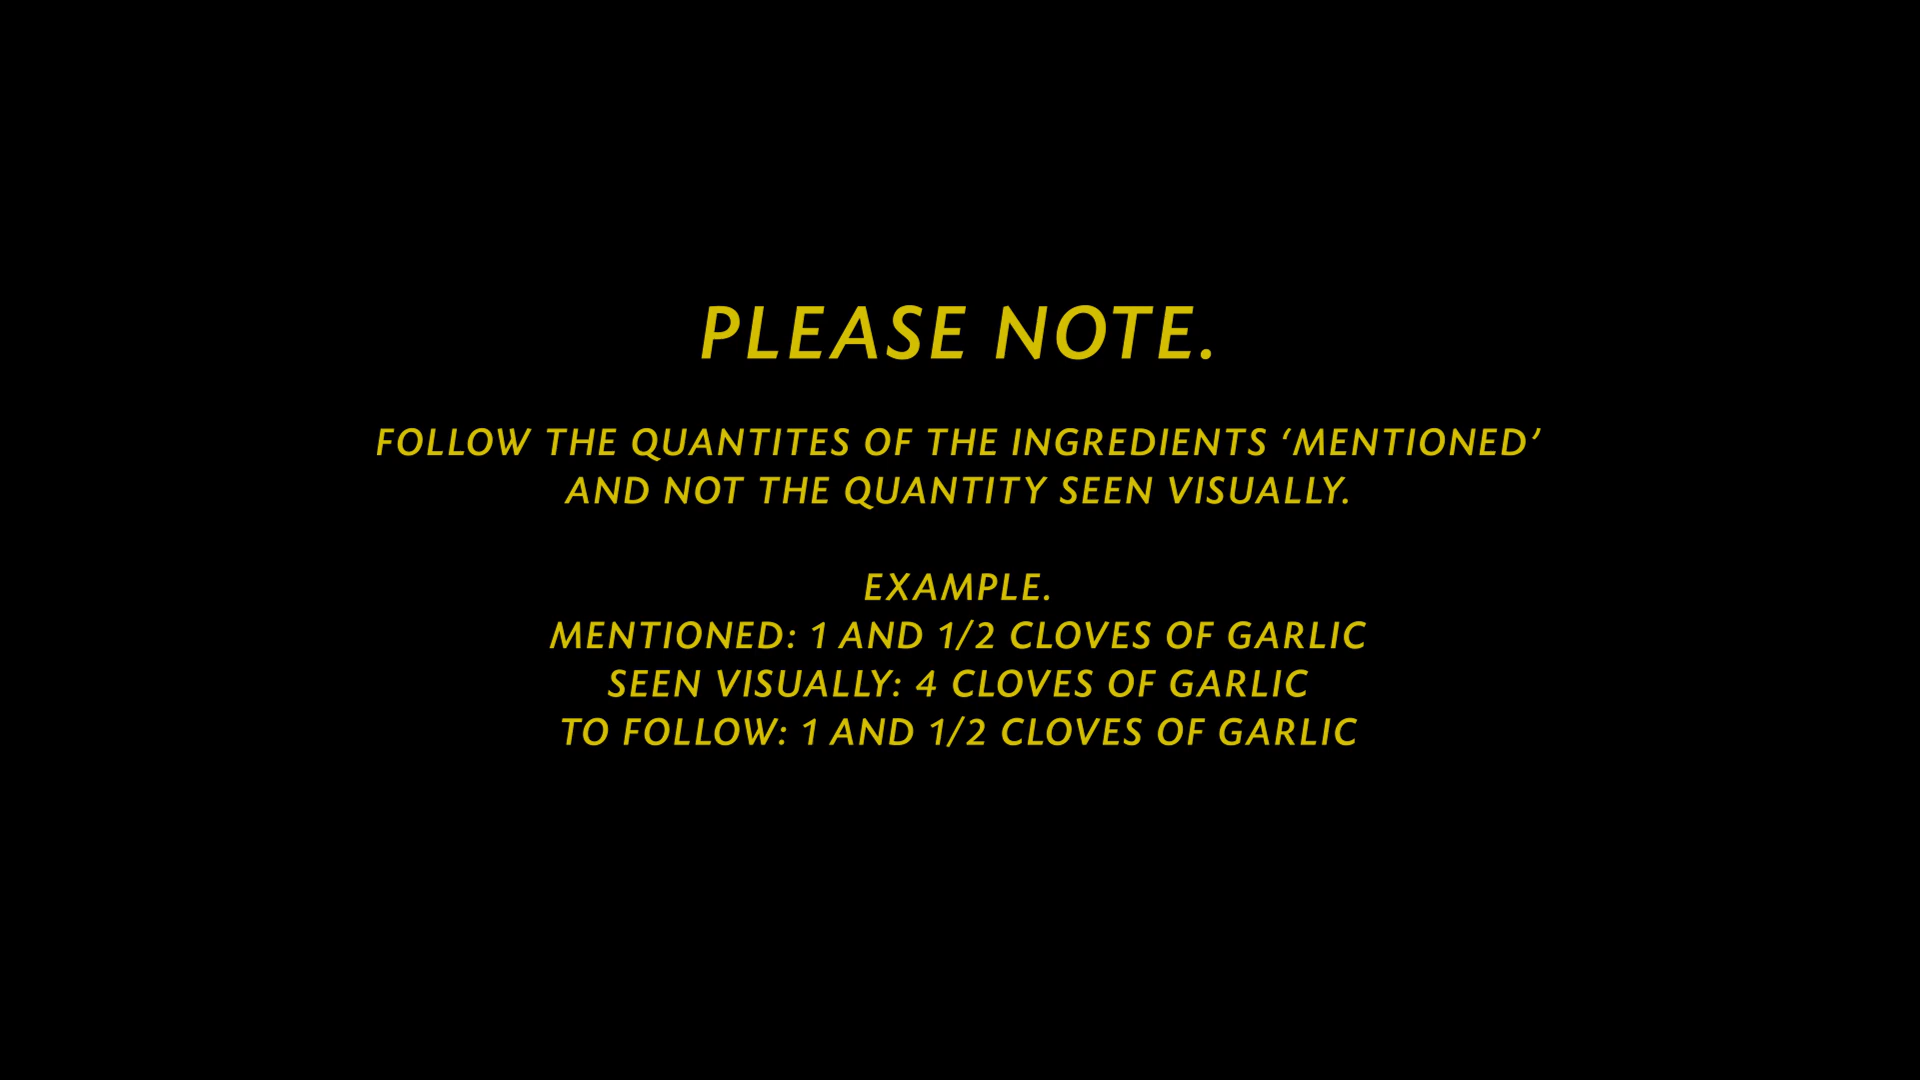 PLEASE NOTE.
FOLLOW THE QUANTITES OF THE INGREDIENTS ‘MENTIONED’
AND NOT THE QUANTITY SEEN VISUALLY.
EXAMPLE.
MENTIONED: 1 AND 1/2 CLOVES OF GARLIC
SEEN VISUALLY: 4 CLOVES OF GARLIC
TO FOLLOW: 1 AND 1/2 CLOVES OF GARLIC